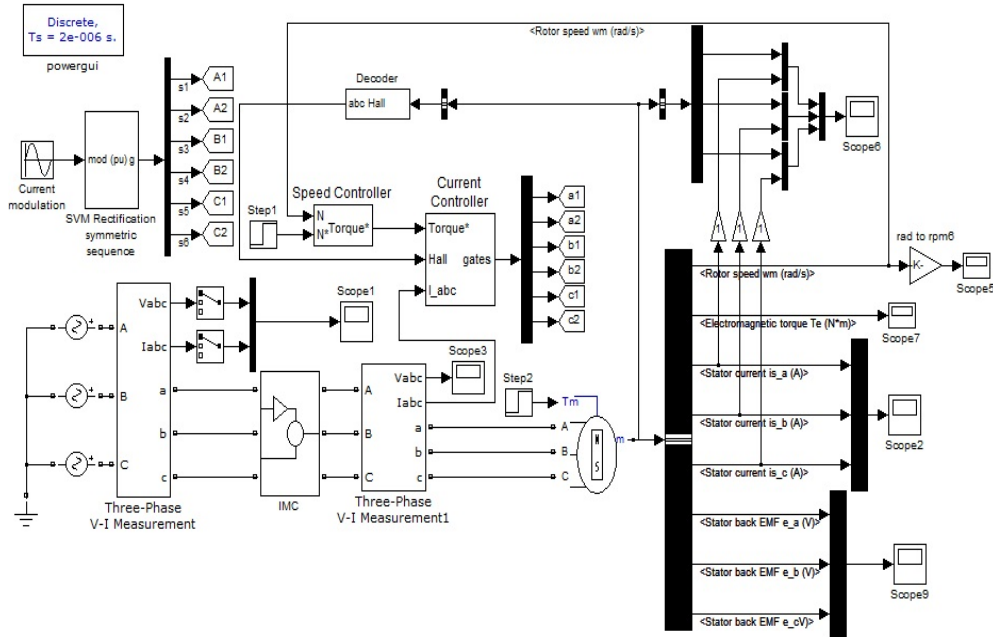 Discrete,
Ts = 2e-006 s.
powergui
<Rotor speed wm (rad/s)>
Decoder
abc Hall
s1
A1
s2
A2
s3
B1
s4
B2
s5
C1
s6
C2
mod (pu) g
Current
modulation
SVM Rectification
symmetric
sequence
Scope6
Speed Controller
Step1
N
N*
Torque*
Current
Controller
Torque*
Hall
gates
I_abc
a1
a2
b1
b2
c1
c2
1
1
1
rad to rpm6
K-
Scope5
<Rotor speed wm (rad/s)>
<Electromagnetic torque Te (N*m)>
Scope7
<Stator current is_a (A)>
<Stator current is_b (A)>
Scope2
<Stator current is_c (A)>
<Stator back EMF e_a (V)>
<Stator back EMF e_b (V)>
Scope9
<Stator back EMF e_cV)>
Vabc
Iabc
A
B
C
a
b
c
Three-Phase
V-I Measurement
Scope1
IMC
Scope3
Vabc
Iabc
A
B
C
a
b
c
Three-Phase
V-I Measurement1
Step2
Tm
A
B
C
N
S
m